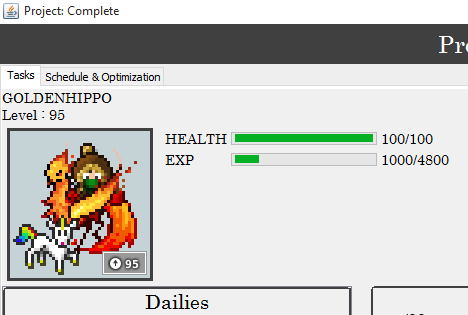 Project: Complete
Tasks
Schedule & Optimization
GOLDENHIPPO
Level : 95
HEALTH 100/100
EXP 1000/4800
95
Dailies